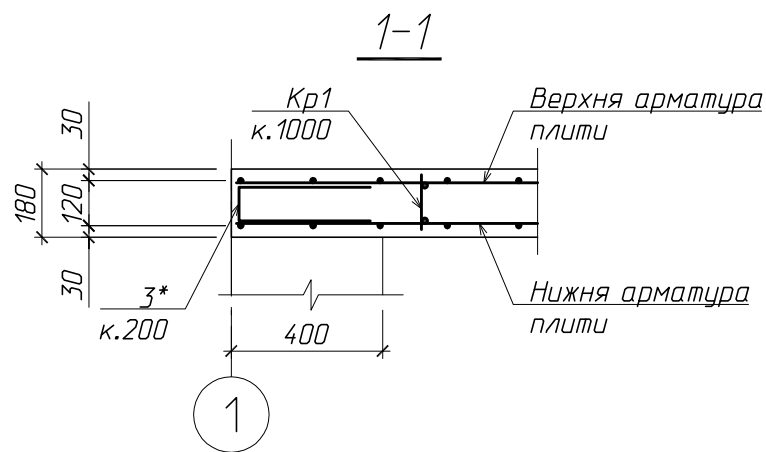 1-1
Кр1
к.1000
Верхня арматура
плити
30
180
120
30
3*
к.200
400
Нижня арматура
плити
1